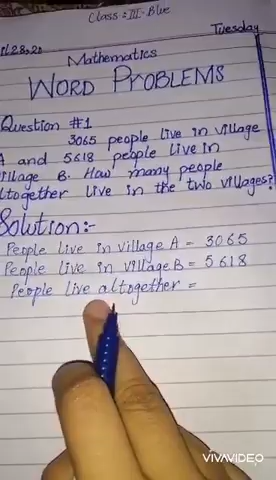 Class:-III-Blue
Tuesday
Mathematics
WORD PROBLEMS
Question #1
3065 people live in village
A and 5618 people live in
village B. How many people
altogether live in the two villages?
Solution:-
People live in village A = 3065
People live in village B = 5618
People live altogether =
VIVAVIDEO